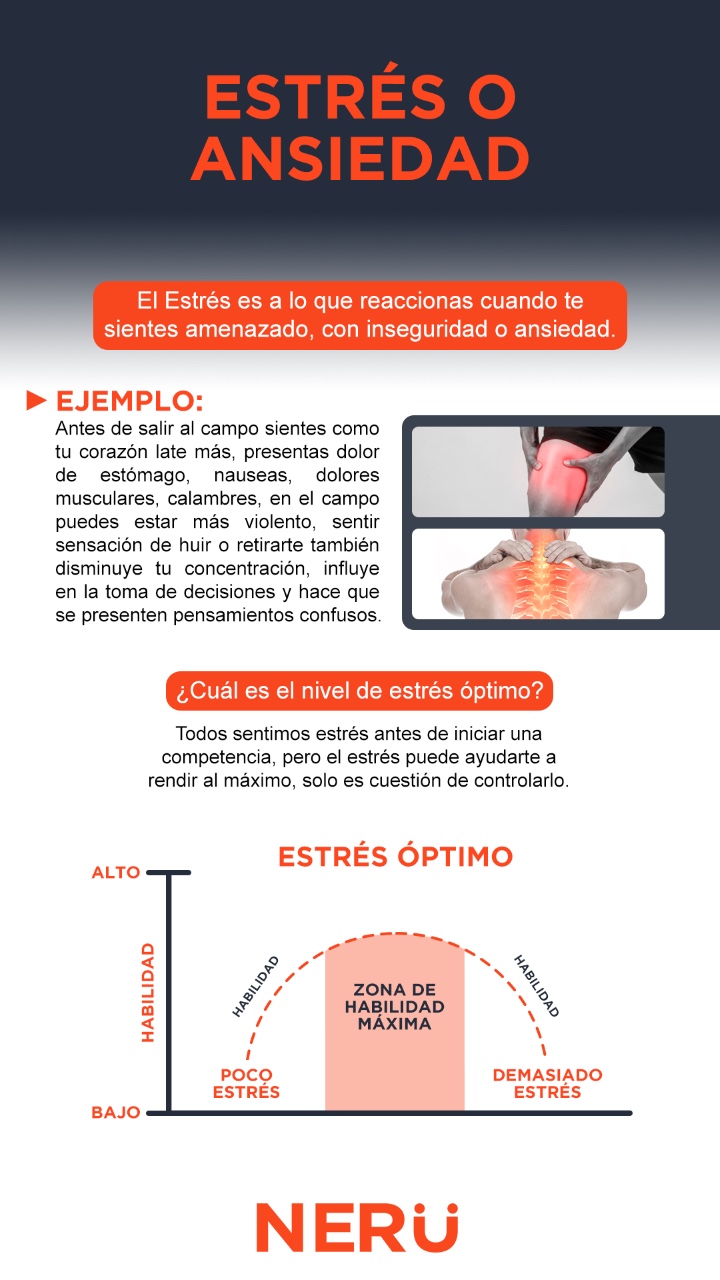 ESTRÉS O
ANSIEDAD
El Estrés es a lo que reaccionas cuando te
sientes amenazado, con inseguridad o ansiedad.
EJEMPLO:
Antes de salir al campo sientes como
tu corazón late más, presentas dolor
de estómago, nauseas, dolores
musculares, calambres, en el campo
puedes estar más violento, sentir
sensación de huir o retirarte también
disminuye tu concentración, influye
en la toma de decisiones y hace que
se presenten pensamientos confusos.
¿Cuál es el nivel de estrés óptimo?
Todos sentimos estrés antes de iniciar una
competencia, pero el estrés puede ayudarte a
rendir al máximo, solo es cuestión de controlarlo.
ESTRÉS ÓPTIMO
ALTO
HABILIDAD
HABILIDAD
ZONA DE
HABILIDAD
MÁXIMA
HABILIDAD
POCO
ESTRÉS
DEMASIADO
ESTRÉS
BAJO
NERÜ